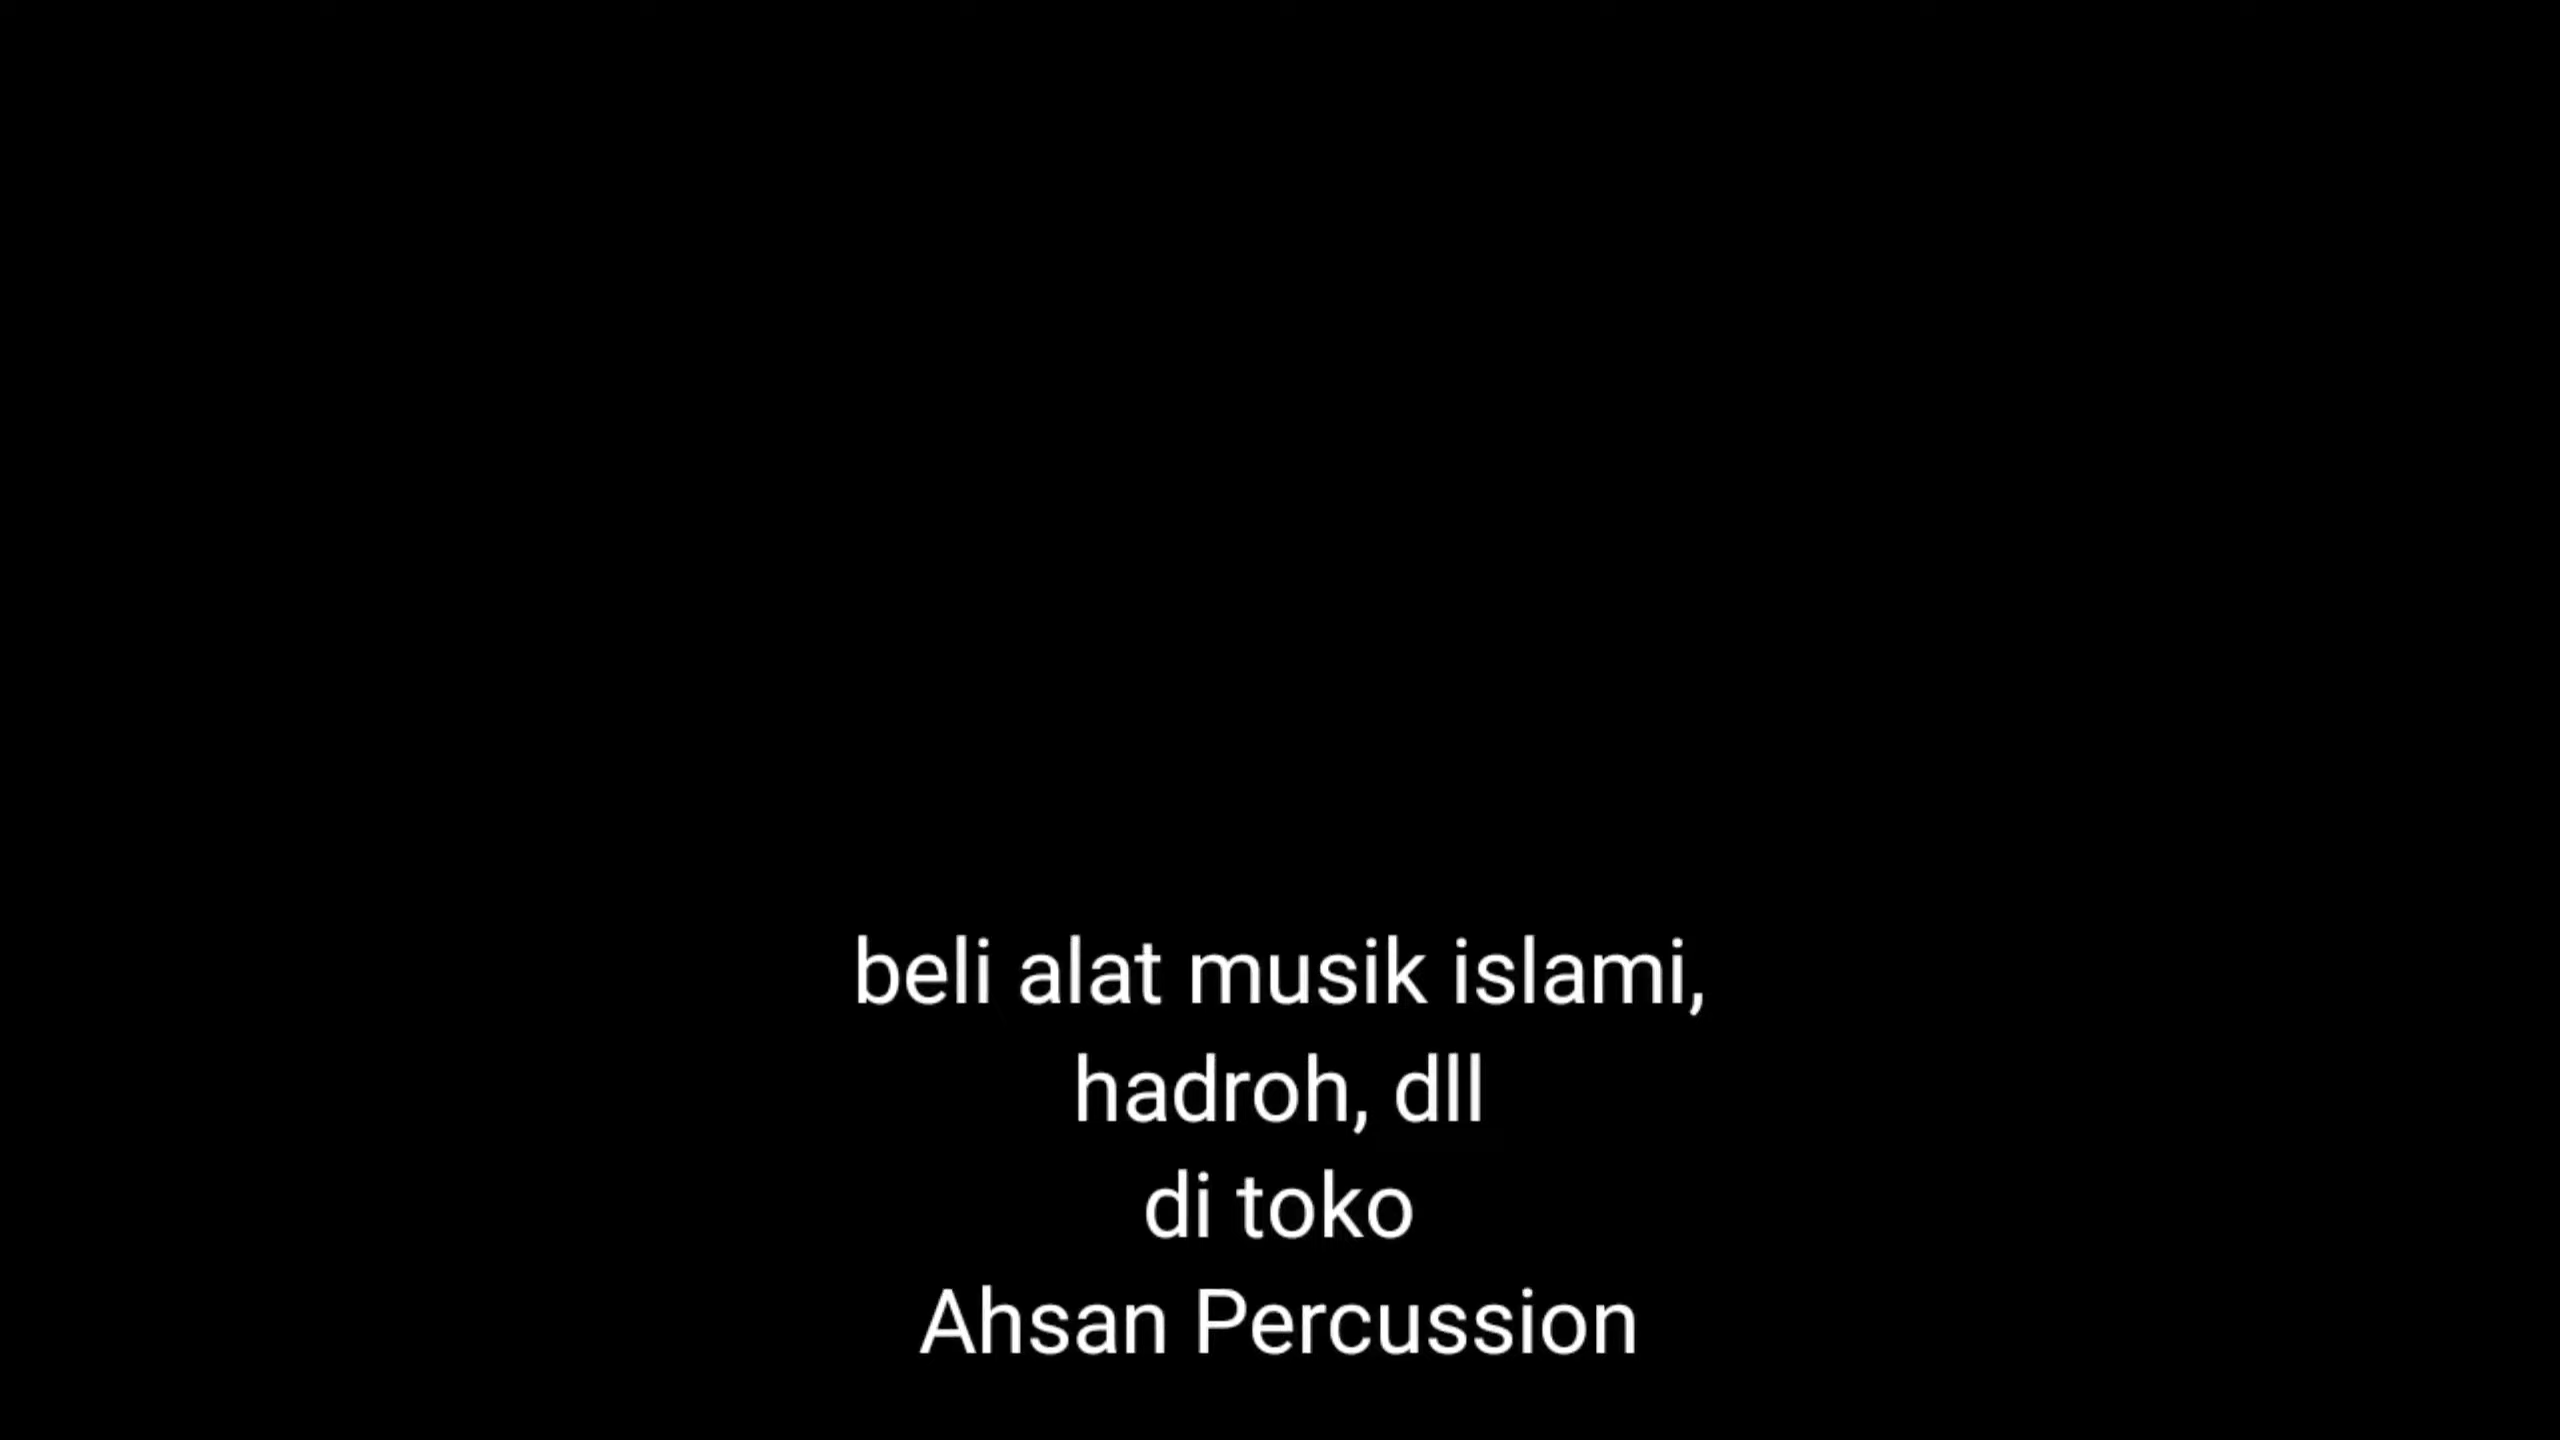 beli alat musik islami,
hadroh, dll
di toko
Ahsan Percussion